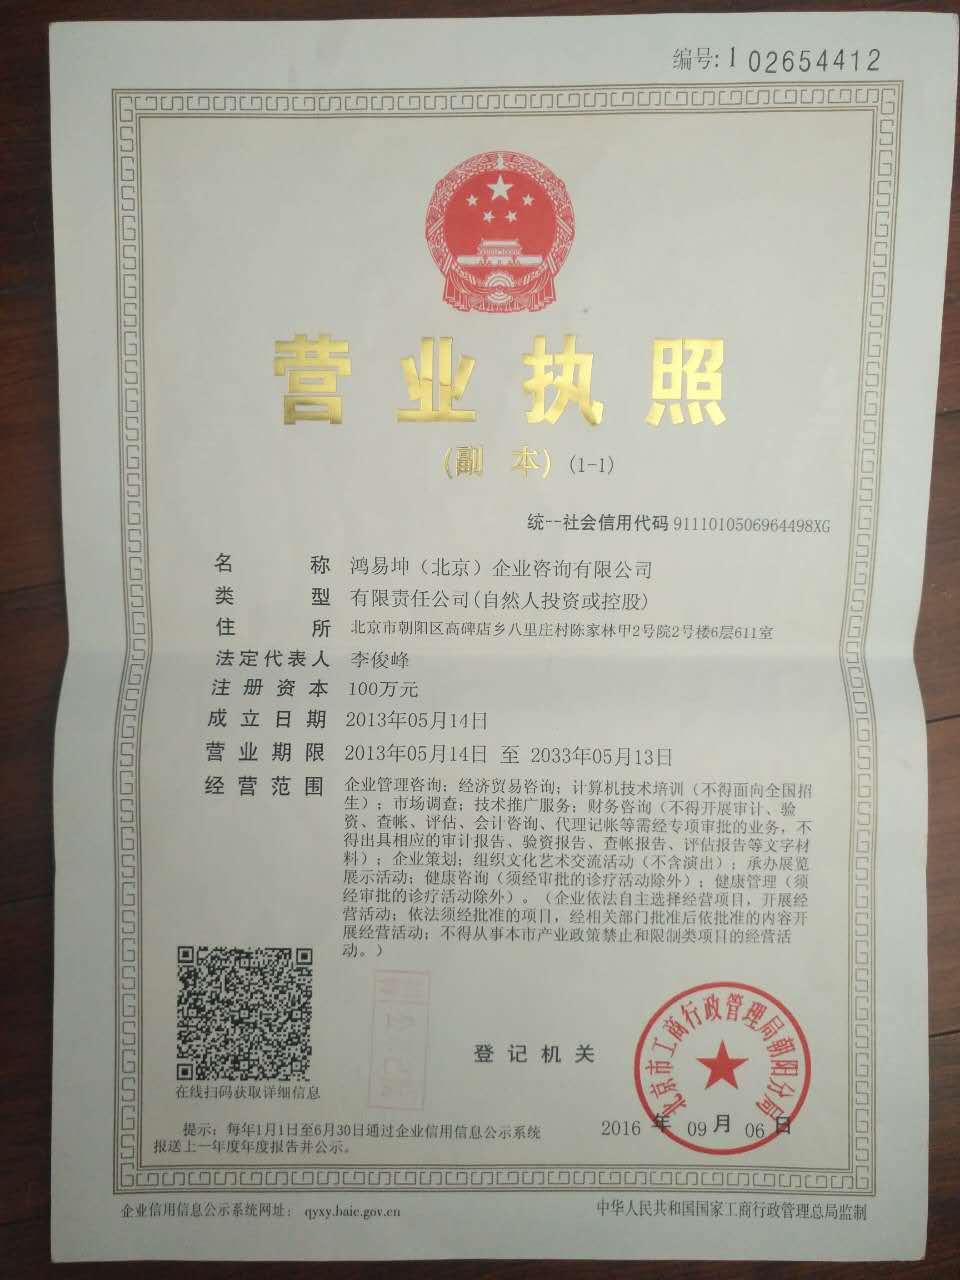 编号:1 02654412
营业执照
(副 本) (1-1)
统一社会信用代码 9111010506964498XG
名 称 鸿易坤（北京）企业咨询有限公司
类 型 有限责任公司(自然人投资或控股)
住 所 北京市朝阳区高碑店乡八里庄村陈家林甲2号院2号楼6层611室
法定代表人 李俊峰
注册资本 100万元
成立日期 2013年05月14日
营业期限 2013年05月14日 至 2033年05月13日
经营范围 企业管理咨询；经济贸易咨询；计算机技术培训（不得面向全国招
生）；市场调查；技术推广服务；财务咨询（不得开展审计、验
资、查帐、评估、会计咨询、代理记帐等需经专项审批的业务，不
得出具相应的审计报告、验资报告、查帐报告、评估报告等文字材
料）；企业策划；组织文化艺术交流活动（不含演出）；承办展览
展示活动；健康咨询（须经审批的诊疗活动除外）；健康管理（须
经审批的诊疗活动除外）。（企业依法自主选择经营项目，开展经
营活动；依法须经批准的项目，经相关部门批准后依批准的内容开
展经营活动；不得从事本市产业政策禁止和限制类项目的经营活
动。）
在线扫码获取详细信息
登记机关
北京市工商行政管理局朝阳分局
2016 年 09 月 06 日
提示：每年1月1日至6月30日通过企业信用信息公示系统
报送上一年度年度报告并公示。
企业信用信息公示系统网址： qyxy.baic.gov.cn
中华人民共和国国家工商行政管理总局监制